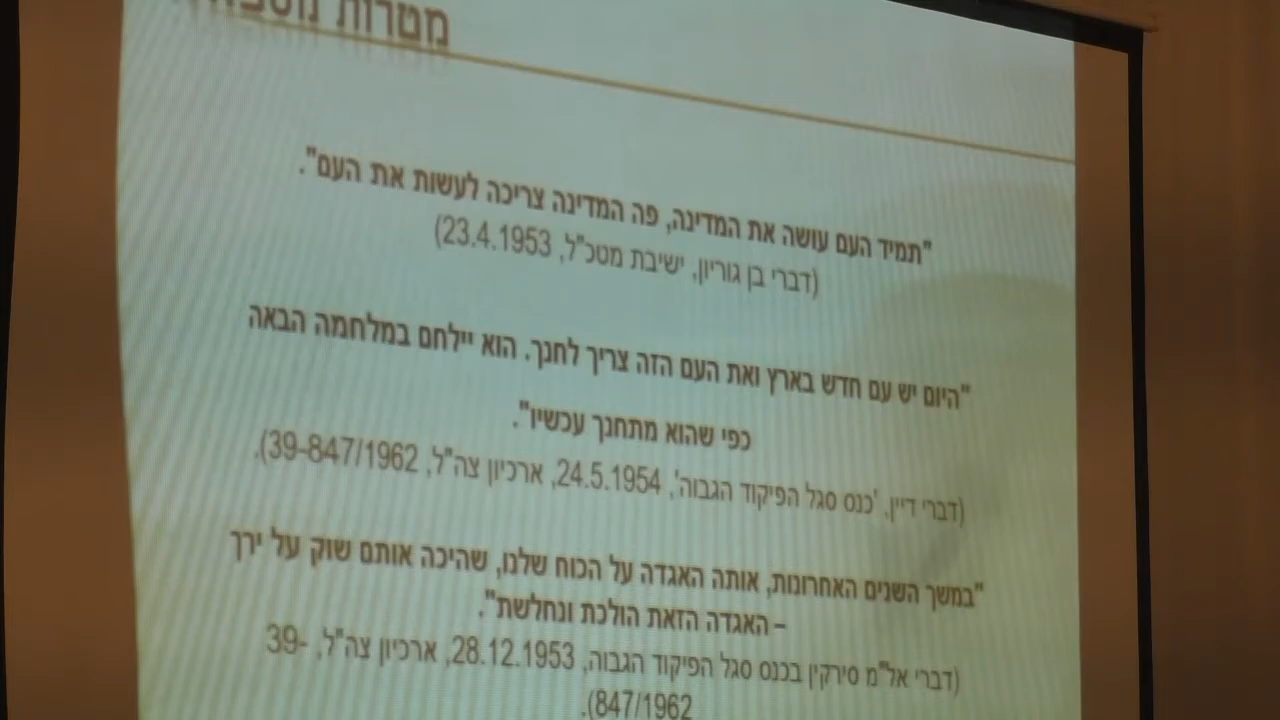 מטרות
"תמיד העם עושה את המדינה, פה המדינה צריכה לעשות את העם".
(דברי בן גוריון, ישיבת מטכ"ל, 23.4.1953)
"היום יש עם חדש בארץ ואת העם הזה צריך לחנך. הוא יילחם במלחמה הבאה
כפי שהוא מתחנך עכשיו".
(דברי דיין, 'כנס סגל הפיקוד הגבוה', 24.5.1954, ארכיון צה"ל, 39-847/1962).
"במשך השנים האחרונות, אותה האגדה על הכוח שלנו, שהיכה אותם שוק על ירך
– האגדה הזאת הולכת ונחלשת".
(דברי אל"מ סירקין בכנס סגל הפיקוד הגבוה, 28.12.1953, ארכיון צה"ל, 39-
847/1962).